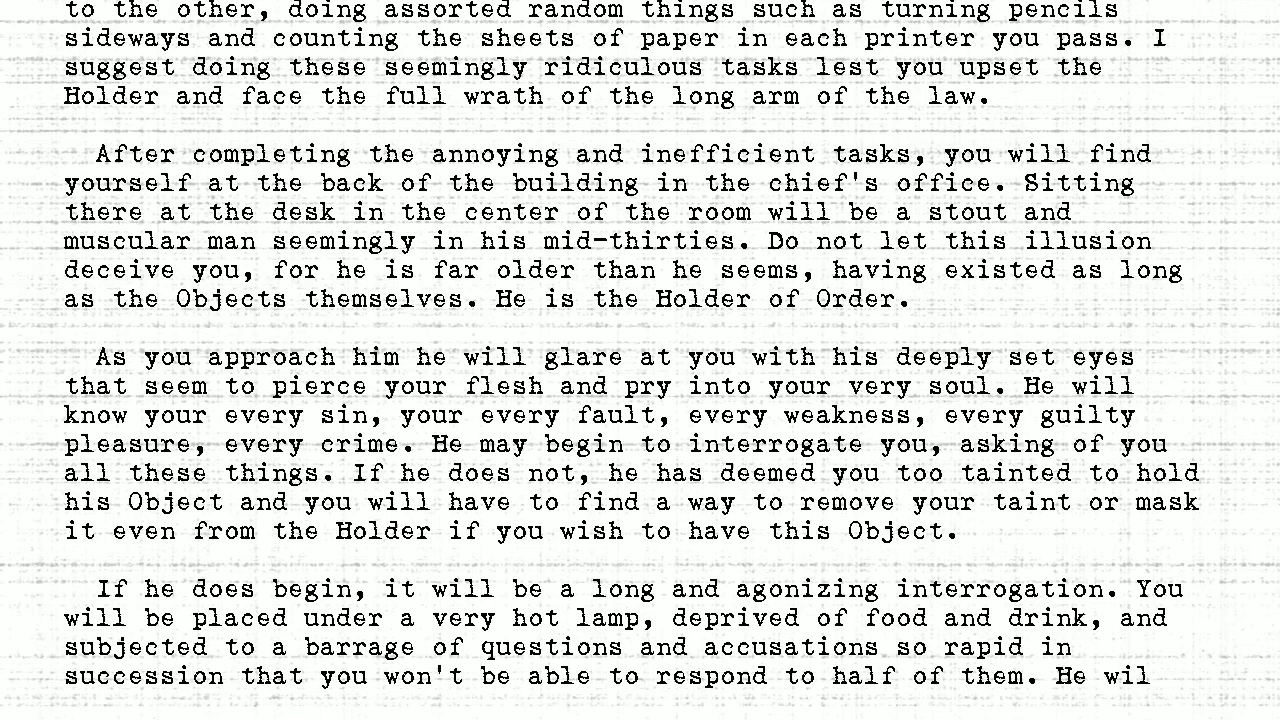 to the other, doing assorted random things such as turning pencils
sideways and counting the sheets of paper in each printer you pass. I
suggest doing these seemingly ridiculous tasks lest you upset the
Holder and face the full wrath of the long arm of the law.
After completing the annoying and inefficient tasks, you will find
yourself at the back of the building in the chief's office. Sitting
there at the desk in the center of the room will be a stout and
muscular man seemingly in his mid-thirties. Do not let this illusion
deceive you, for he is far older than he seems, having existed as long
as the Objects themselves. He is the Holder of Order.
As you approach him he will glare at you with his deeply set eyes
that seem to pierce your flesh and pry into your very soul. He will
know your every sin, your every fault, every weakness, every guilty
pleasure, every crime. He may begin to interrogate you, asking of you
all these things. If he does not, he has deemed you too tainted to hold
his Object and you will have to find a way to remove your taint or mask
it even from the Holder if you wish to have this Object.
If he does begin, it will be a long and agonizing interrogation. You
will be placed under a very hot lamp, deprived of food and drink, and
subjected to a barrage of questions and accusations so rapid in
succession that you won't be able to respond to half of them. He wil